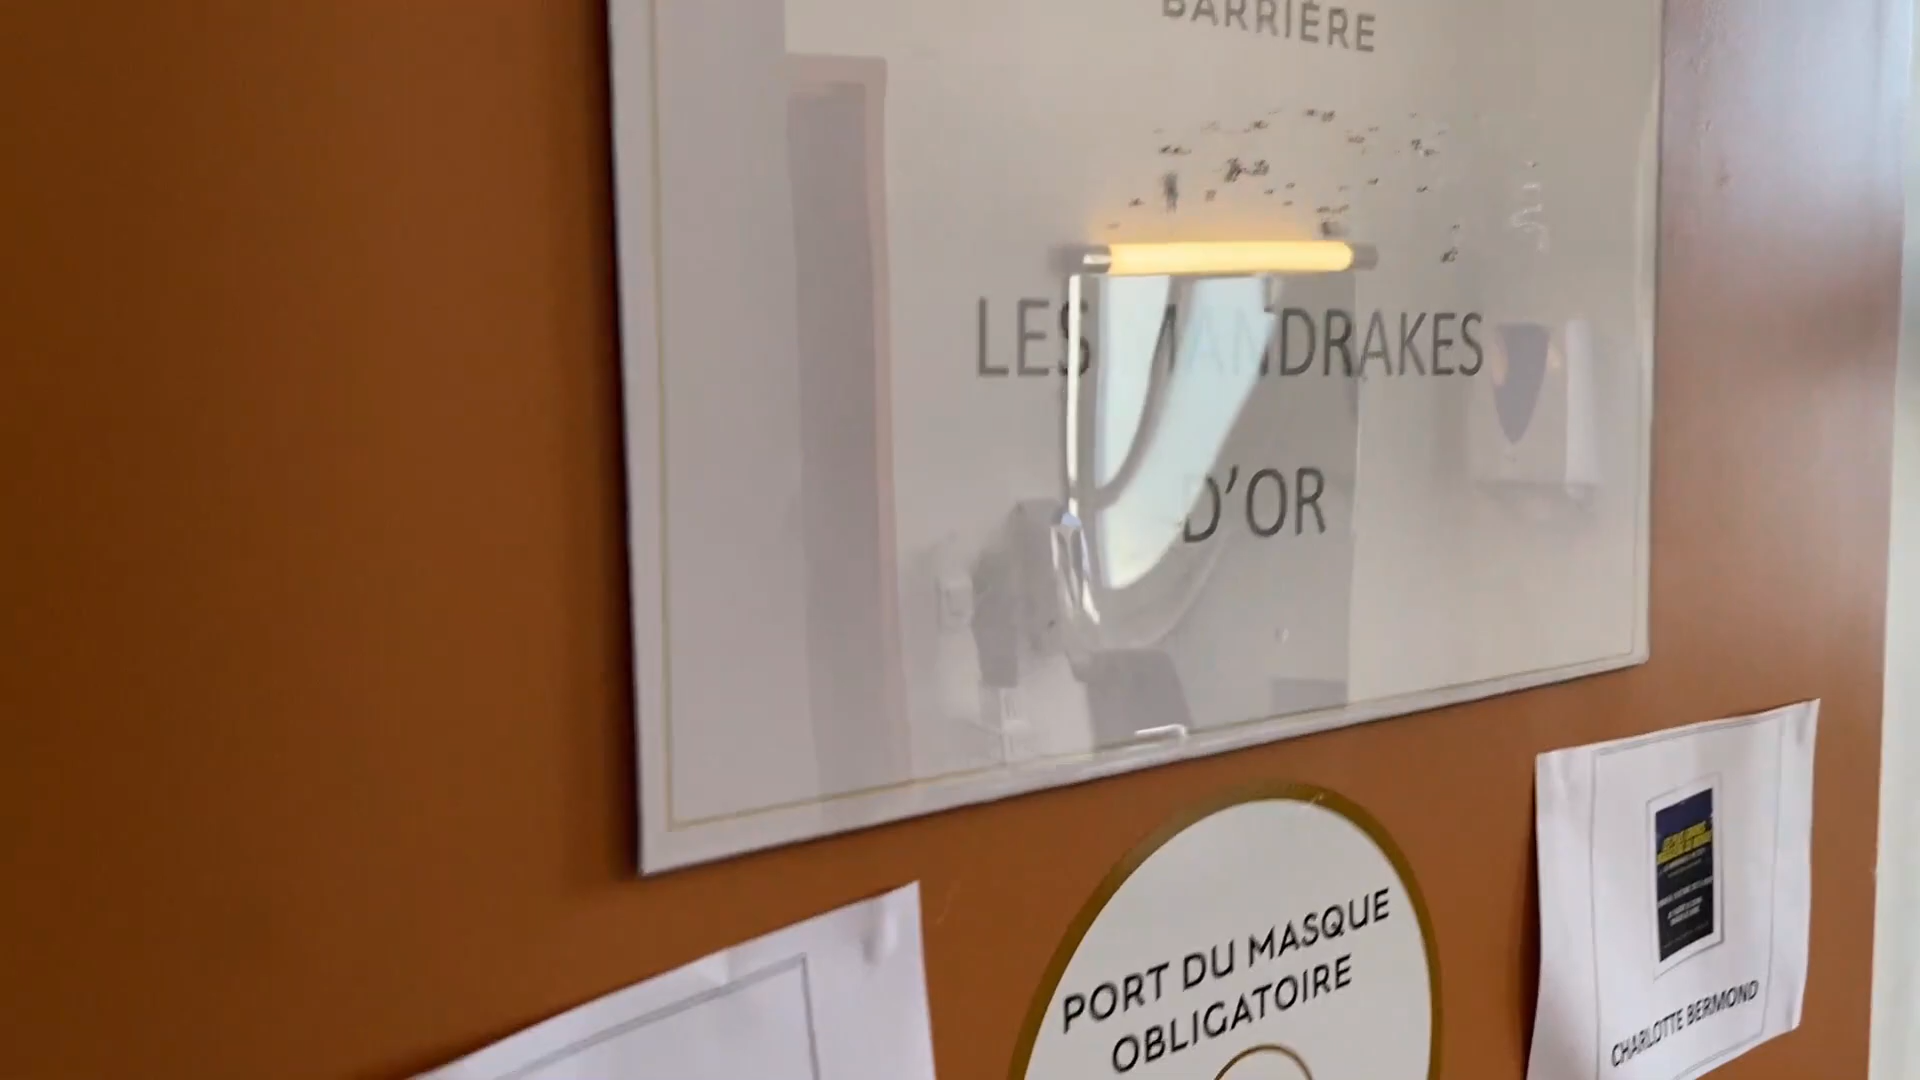 BARRIÈRE
LES MANDRAKES
D'OR
PORT DU MASQUE
OBLIGATOIRE
CHARLOTTE BERMOND